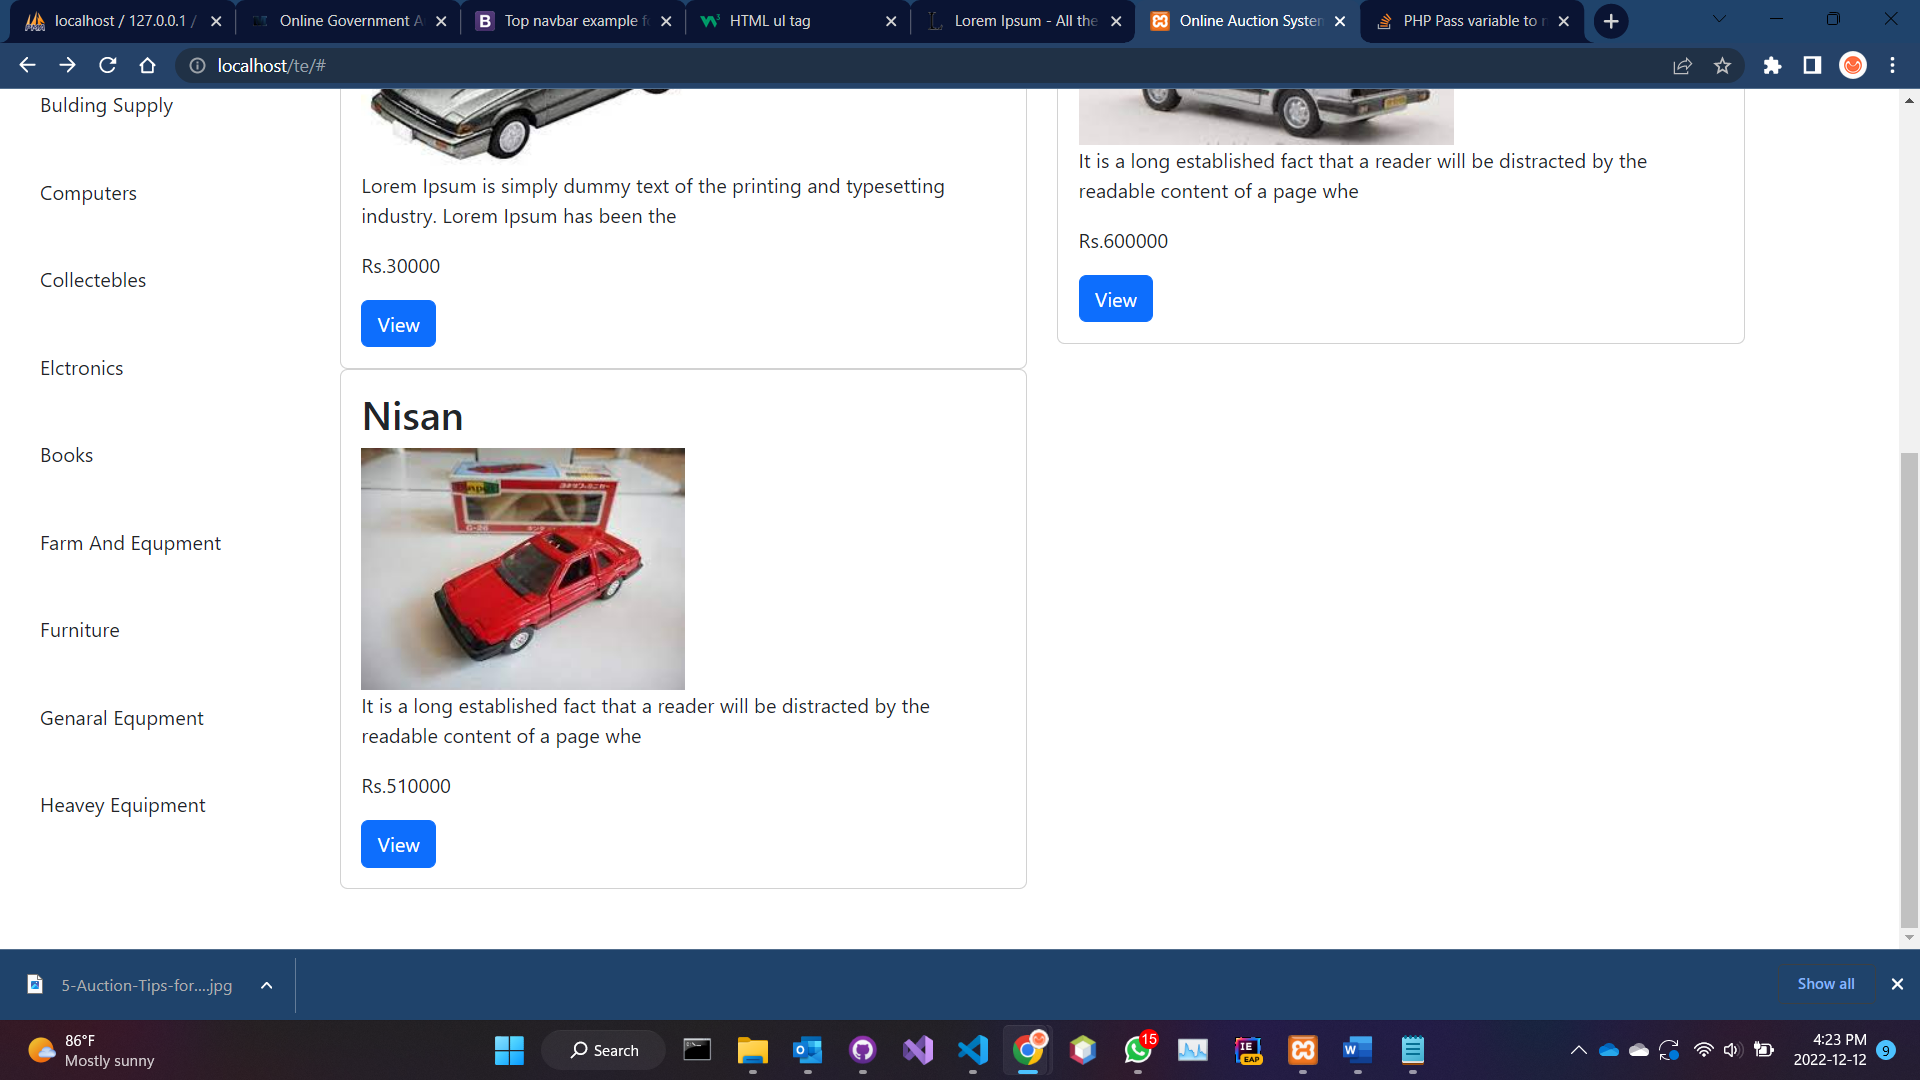 localhost / 127.0.0.1 /
Online Government A
Top navbar example f
HTML ul tag
Lorem Ipsum - All the
Online Auction System
PHP Pass variable to
localhost/te/#
Bulding Supply
Computers
Collectebles
Elctronics
Books
Farm And Equpment
Furniture
Genaral Equpment
Heavey Equipment
Lorem Ipsum is simply dummy text of the printing and typesetting
industry. Lorem Ipsum has been the
Rs.30000
View
It is a long established fact that a reader will be distracted by the
readable content of a page whe
Rs.600000
View
Nisan
G-26
It is a long established fact that a reader will be distracted by the
readable content of a page whe
Rs.510000
View
5-Auction-Tips-for....jpg
Show all
86°F
Mostly sunny
Search
15
IE
EAP
4:23 PM
2022-12-12
9